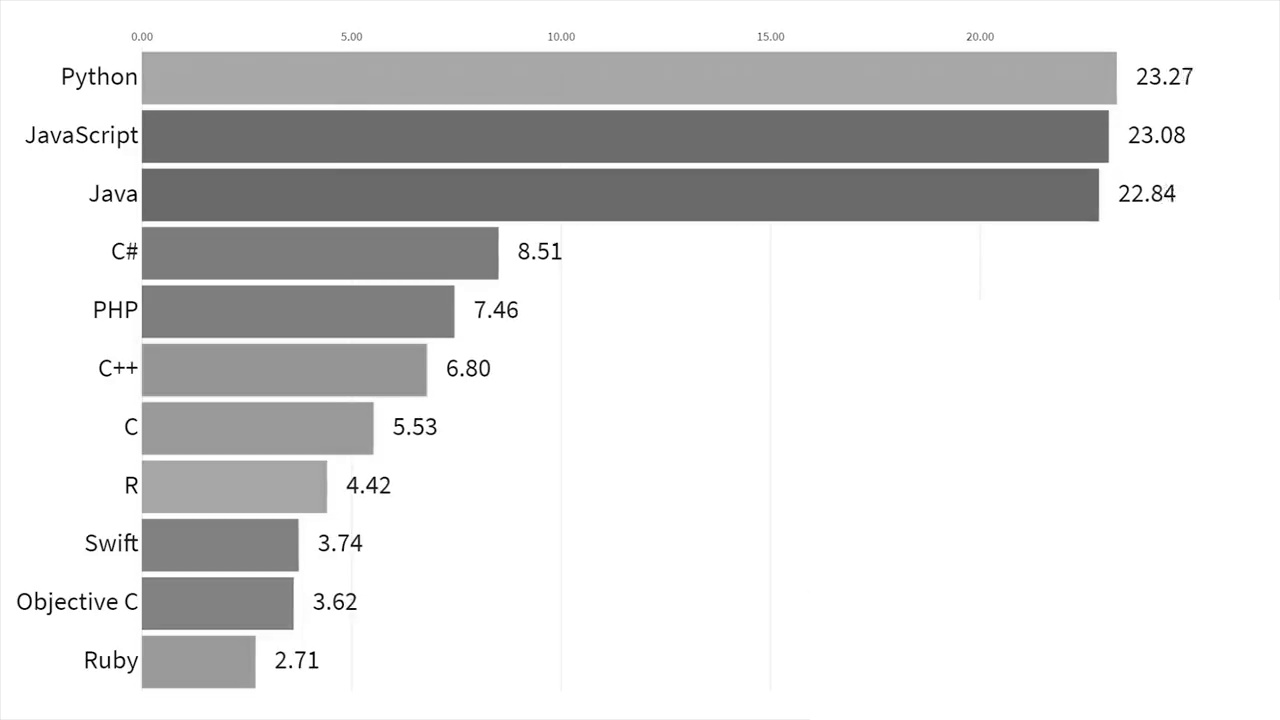 0.00 5.00 10.00 15.00 20.00
Python 23.27
JavaScript 23.08
Java 22.84
C# 8.51
PHP 7.46
C++ 6.80
C 5.53
R 4.42
Swift 3.74
Objective C 3.62
Ruby 2.71